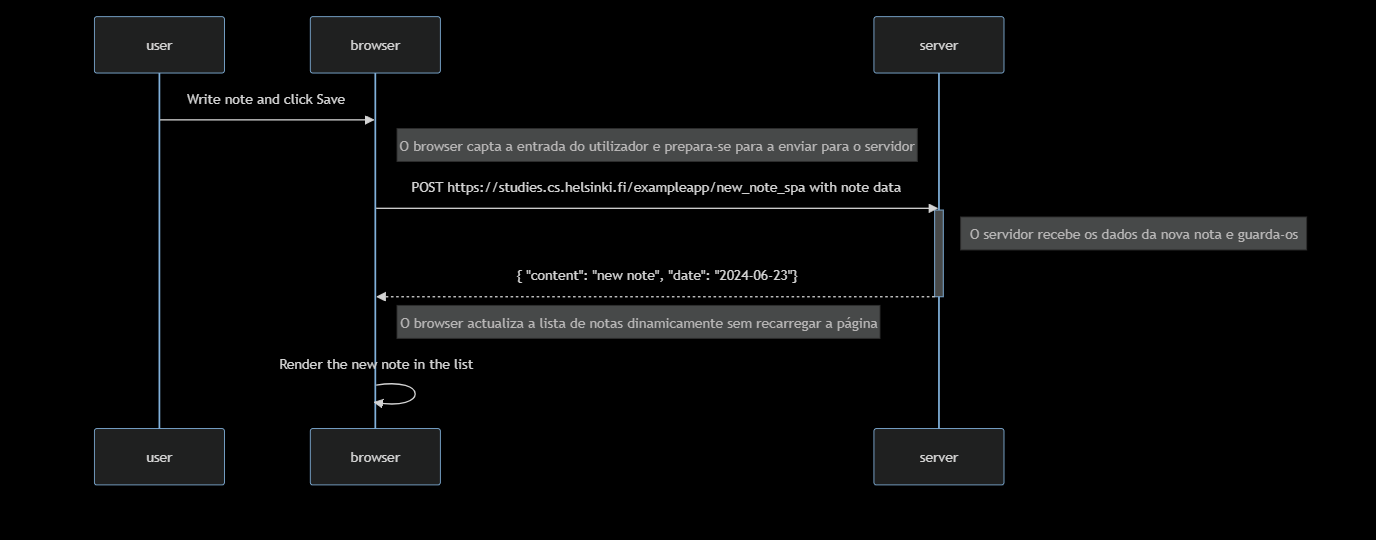 user
browser
server
Write note and click Save
O browser capta a entrada do utilizador e prepara-se para a enviar para o servidor
POST https://studies.cs.helsinki.fi/exampleapp/new_note_spa with note data
O servidor recebe os dados da nova nota e guarda-os
{ "content": "new note", "date": "2024-06-23"}
O browser actualiza a lista de notas dinamicamente sem recarregar a página
Render the new note in the list
user
browser
server